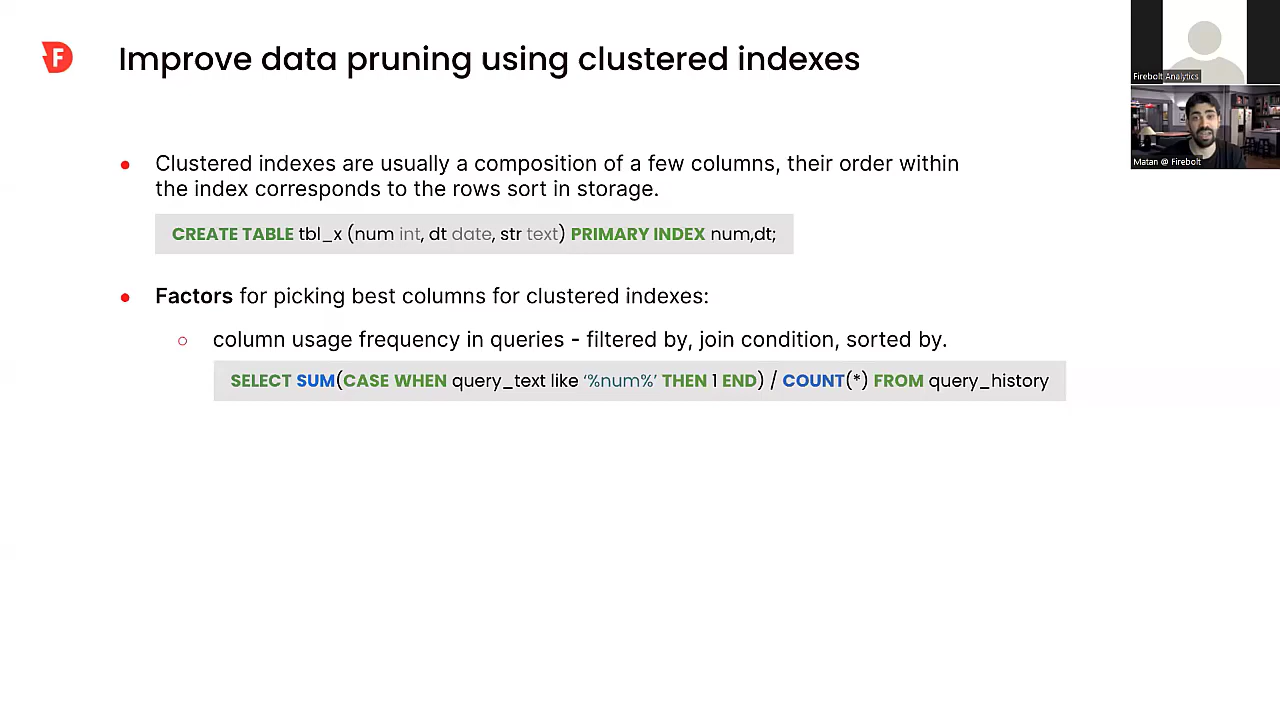 F
Improve data pruning using clustered indexes
Firebolt Analytics
Matan @ Firebolt
• Clustered indexes are usually a composition of a few columns, their order within
the index corresponds to the rows sort in storage.
CREATE TABLE tbl_x (num int, dt date, str text) PRIMARY INDEX num,dt;
• Factors for picking best columns for clustered indexes:
○ column usage frequency in queries - filtered by, join condition, sorted by.
SELECT SUM(CASE WHEN query_text like ‘%num%’ THEN 1 END) / COUNT(*) FROM query_history